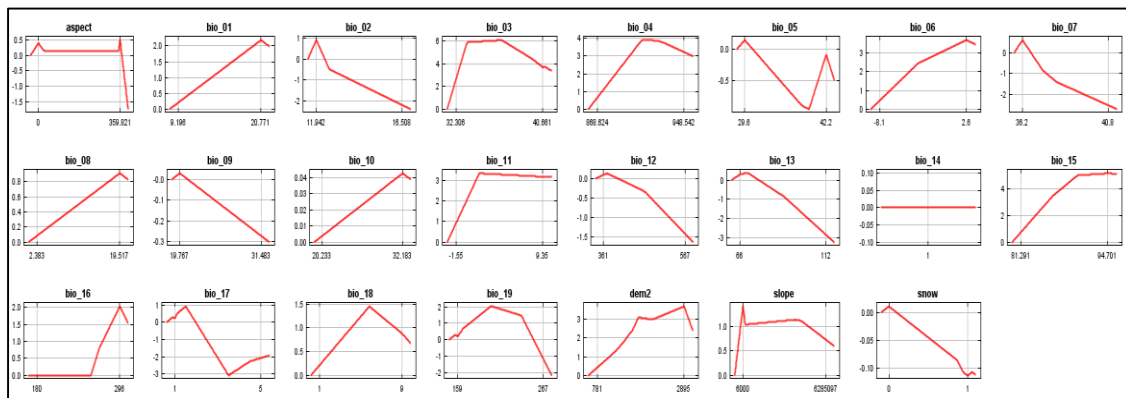 aspect bio_01 bio_02 bio_03 bio_04 bio_05 bio_06 bio_07
0.5 0.0 -0.5 -1.0 -1.5 2.0 1.5 1.0 0.5 0.0 0 -2 6 4 2 0 4 3 2 1 0 0.0 -0.5 3 2 1 0 0 -1 -2
0 359.821 9.196 20.771 11.942 16.508 32.306 40.661 868.624 948.542 29.6 42.2 -8.1 2.6 36.2 40.8
bio_08 bio_09 bio_10 bio_11 bio_12 bio_13 bio_14 bio_15
0.8 0.6 0.4 0.2 0.0 -0.0 -0.1 -0.2 -0.3 0.04 0.03 0.02 0.01 0.00 3 2 1 0 0.0 -0.5 -1.0 -1.5 0 -1 -2 -3 0.10 0.05 0.00 -0.05 -0.10 4 2 0
2.383 19.517 19.767 31.483 20.233 32.183 -1.55 9.35 361 567 66 112 1 81.291 94.701
bio_16 bio_17 bio_18 bio_19 dem2 slope snow
2.0 1.5 1.0 0.5 0.0 1 0 -1 -2 -3 1.5 1.0 0.5 0.0 2 1 0 -1 -2 3 2 1 0 1.0 0.5 0.0 0.00 -0.05 -0.10
180 296 1 5 1 9 159 267 781 2895 6000 6285097 0 1